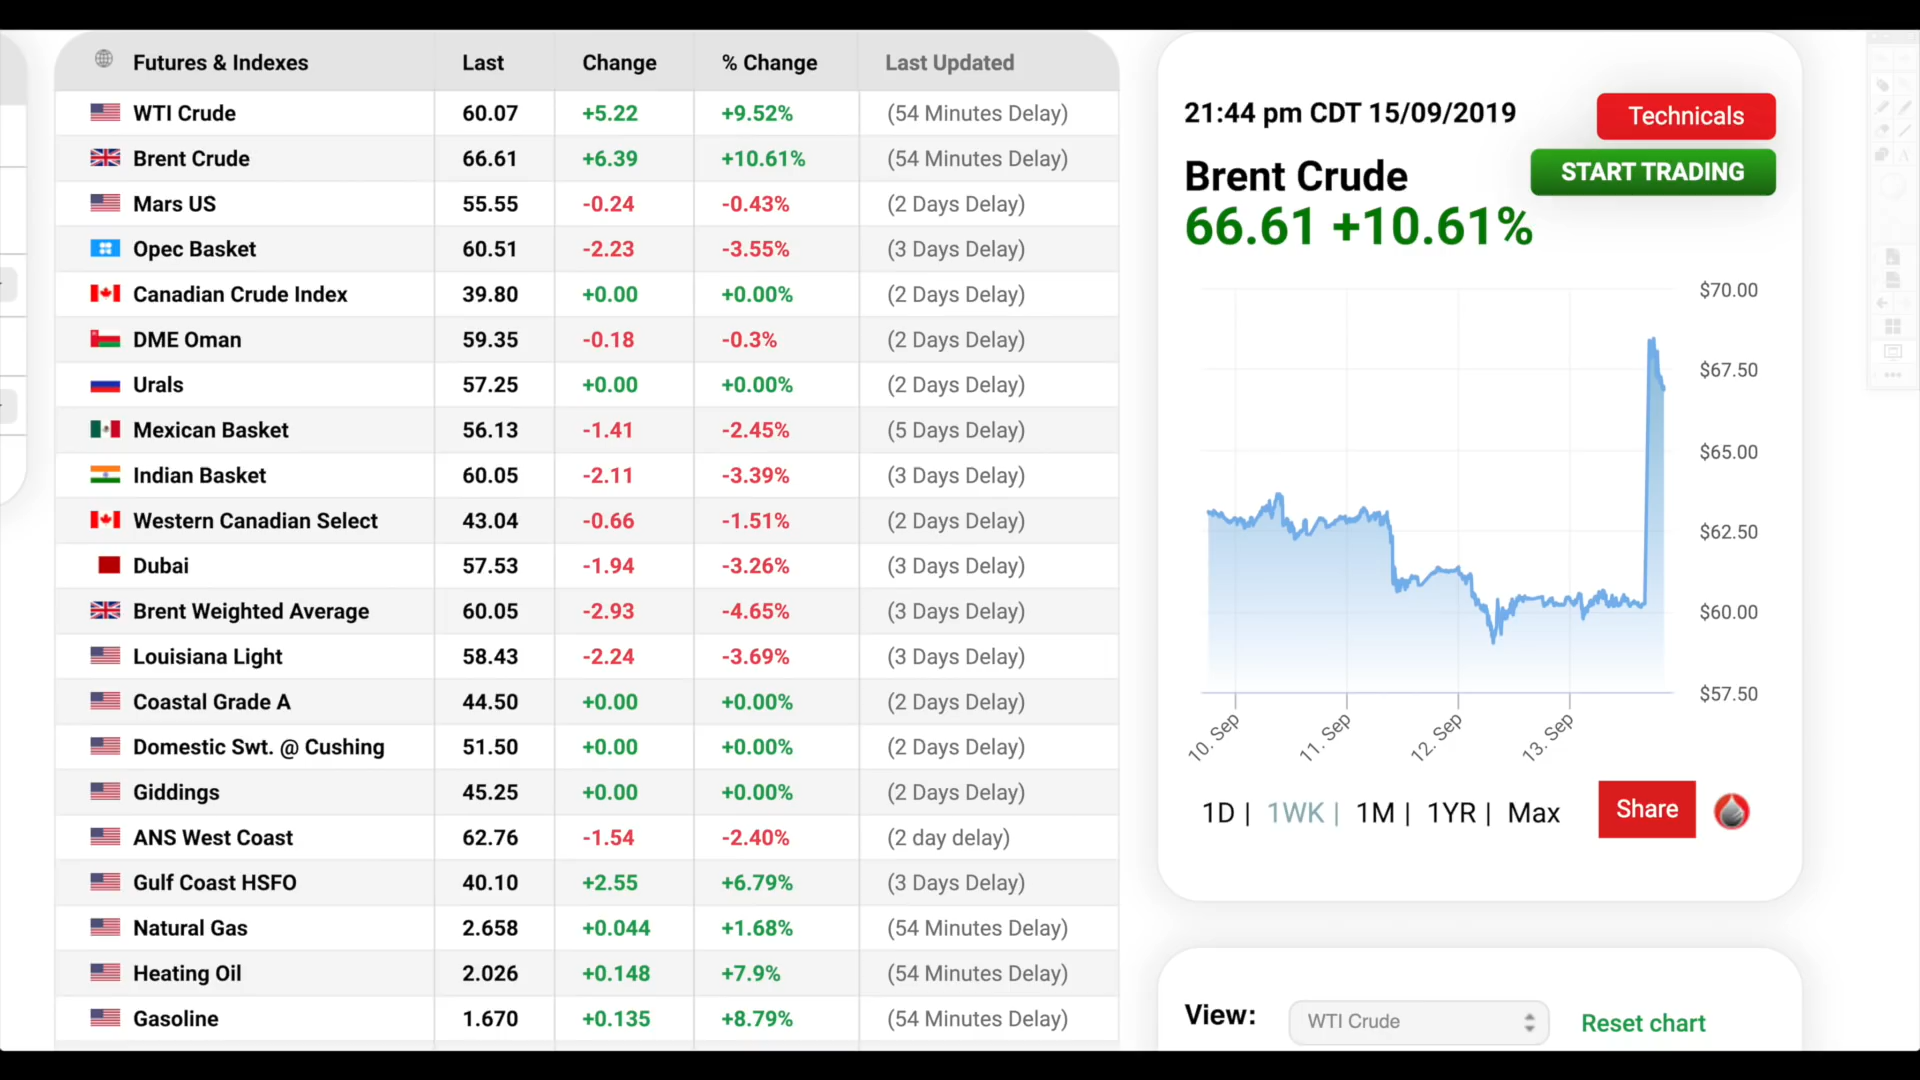 Futures & Indexes Last Change % Change Last Updated
WTI Crude 60.07 +5.22 +9.52% (54 Minutes Delay)
Brent Crude 66.61 +6.39 +10.61% (54 Minutes Delay)
Mars US 55.55 -0.24 -0.43% (2 Days Delay)
Opec Basket 60.51 -2.23 -3.55% (3 Days Delay)
Canadian Crude Index 39.80 +0.00 +0.00% (2 Days Delay)
DME Oman 59.35 -0.18 -0.3% (2 Days Delay)
Urals 57.25 +0.00 +0.00% (2 Days Delay)
Mexican Basket 56.13 -1.41 -2.45% (5 Days Delay)
Indian Basket 60.05 -2.11 -3.39% (3 Days Delay)
Western Canadian Select 43.04 -0.66 -1.51% (2 Days Delay)
Dubai 57.53 -1.94 -3.26% (3 Days Delay)
Brent Weighted Average 60.05 -2.93 -4.65% (3 Days Delay)
Louisiana Light 58.43 -2.24 -3.69% (3 Days Delay)
Coastal Grade A 44.50 +0.00 +0.00% (2 Days Delay)
Domestic Swt. @ Cushing 51.50 +0.00 +0.00% (2 Days Delay)
Giddings 45.25 +0.00 +0.00% (2 Days Delay)
ANS West Coast 62.76 -1.54 -2.40% (2 day delay)
Gulf Coast HSFO 40.10 +2.55 +6.79% (3 Days Delay)
Natural Gas 2.658 +0.044 +1.68% (54 Minutes Delay)
Heating Oil 2.026 +0.148 +7.9% (54 Minutes Delay)
Gasoline 1.670 +0.135 +8.79% (54 Minutes Delay)
21:44 pm CDT 15/09/2019
Technicals
START TRADING
Brent Crude
66.61 +10.61%
$70.00
$67.50
$65.00
$62.50
$60.00
$57.50
10. Sep 11. Sep 12. Sep 13. Sep
1D | 1WK | 1M | 1YR | Max
Share
View: WTI Crude Reset chart